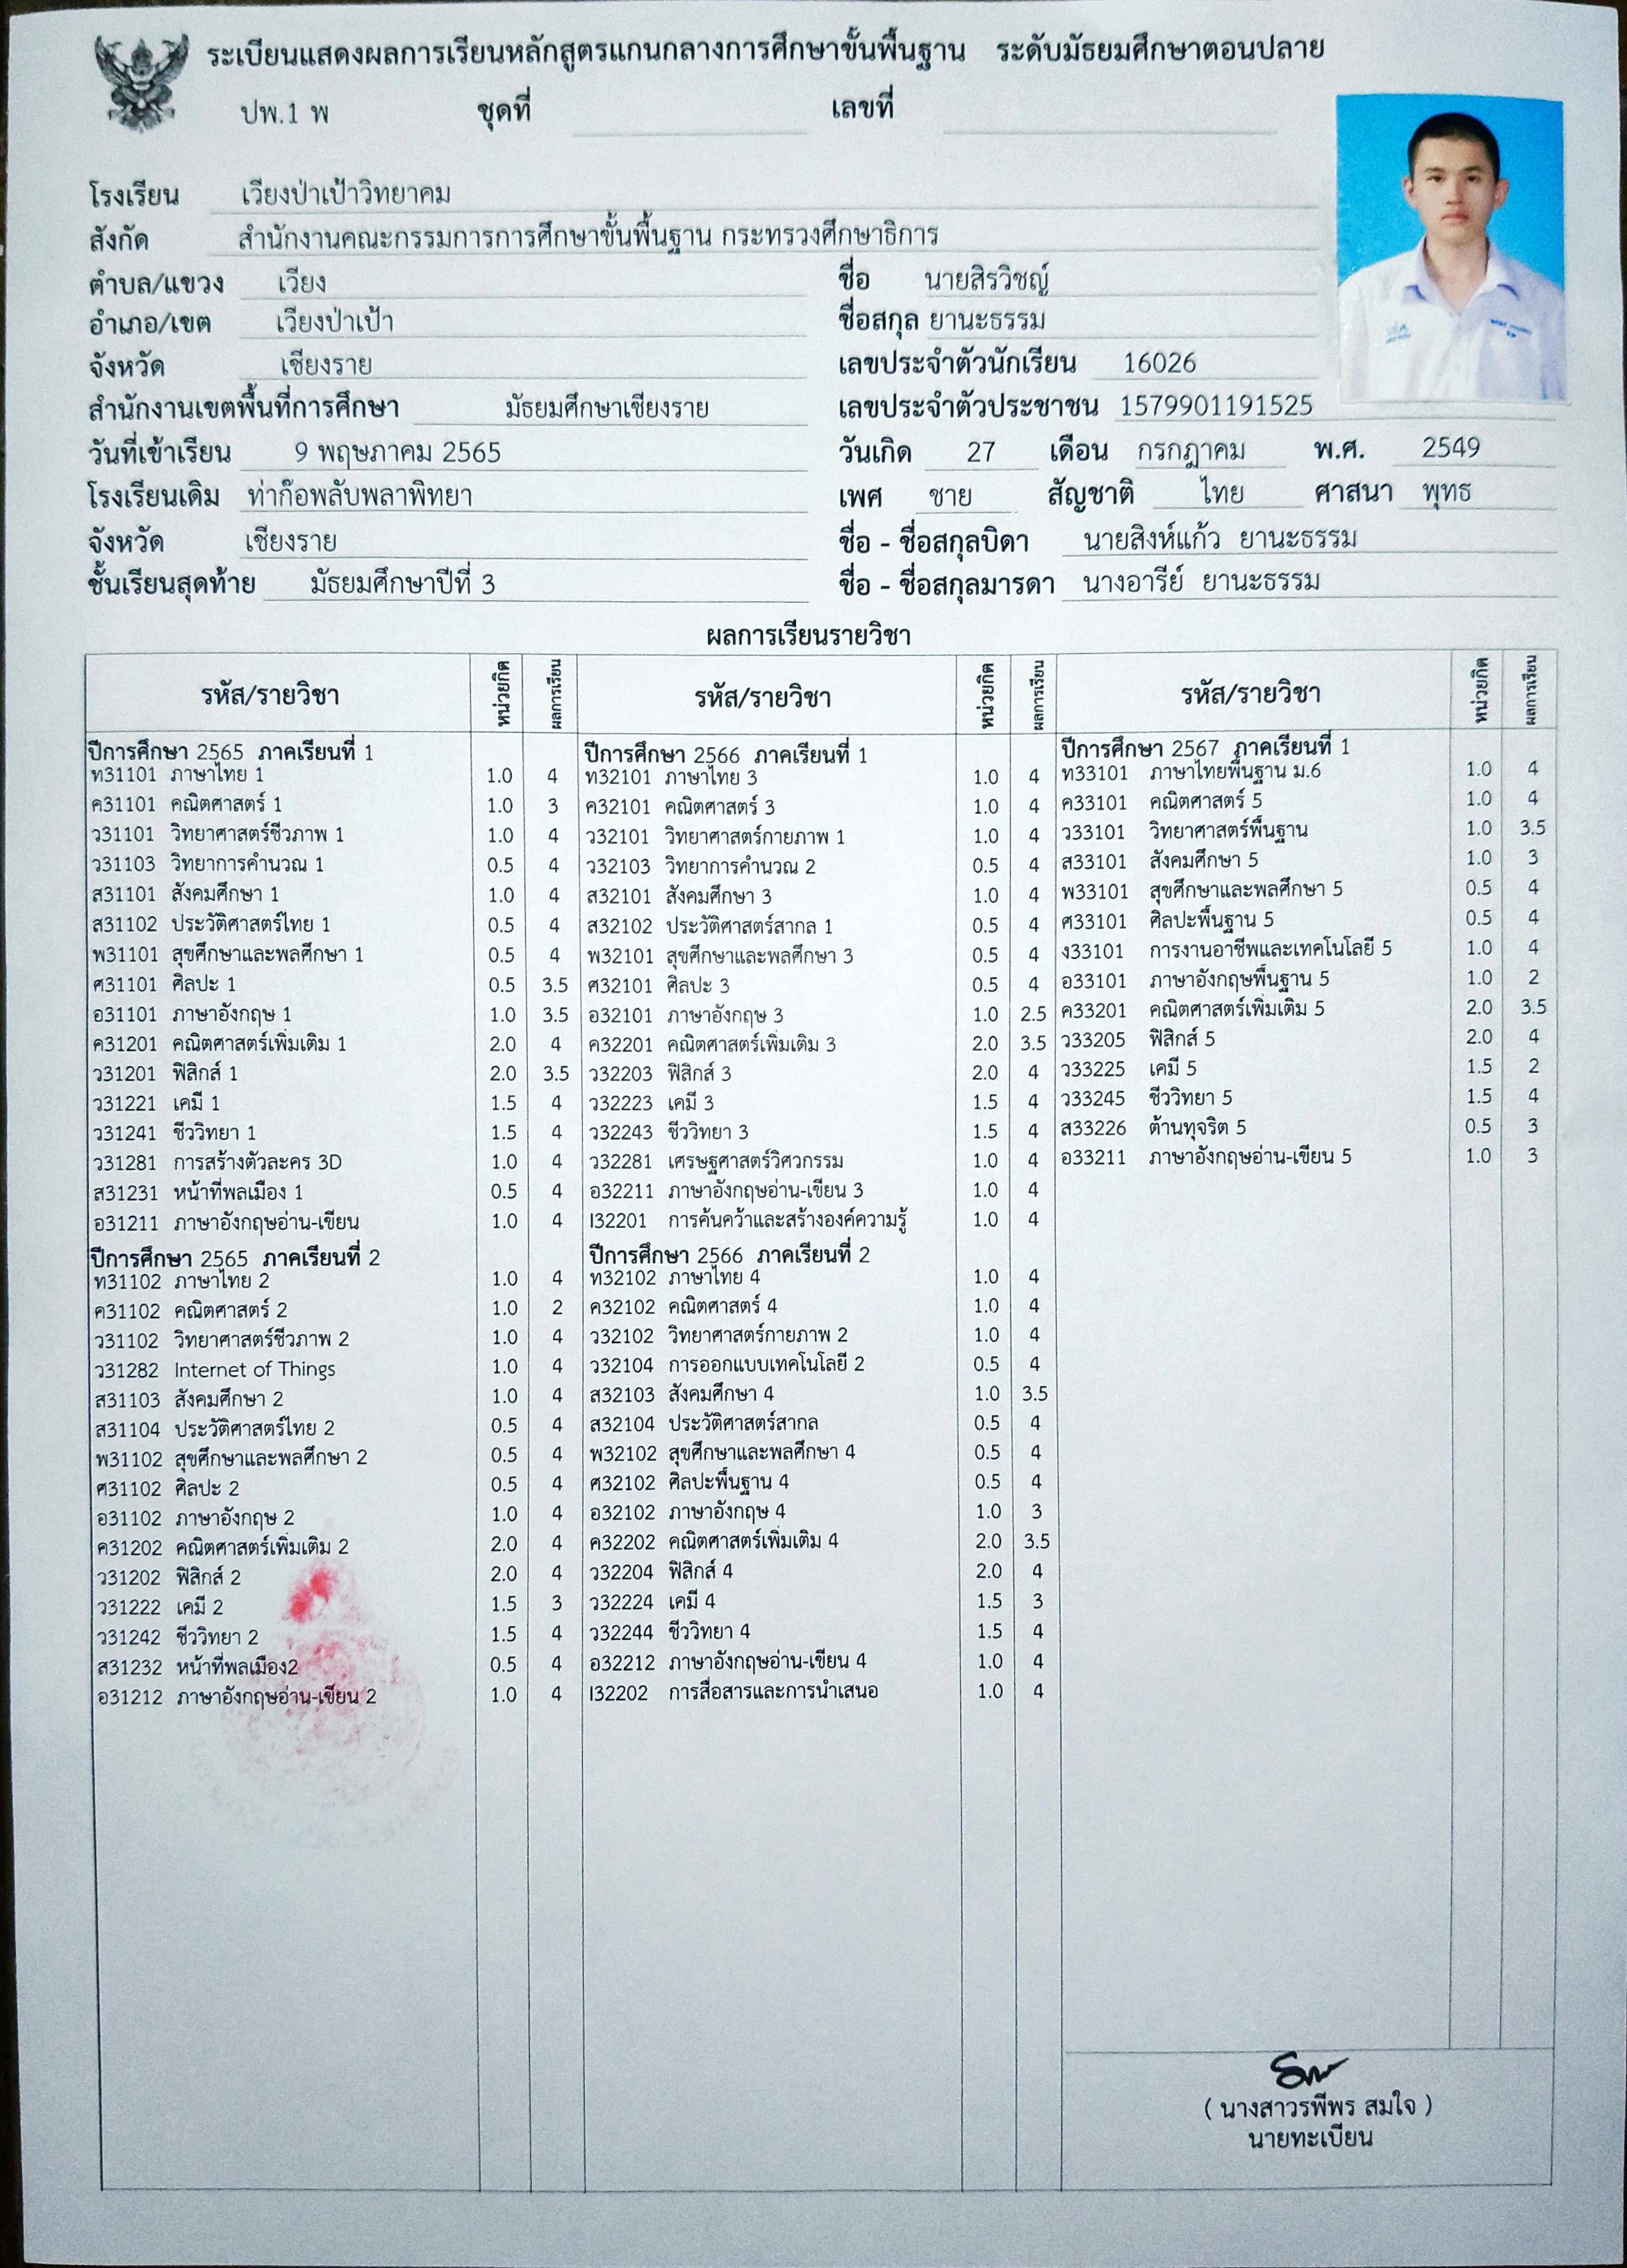 ระเบียนแสดงผลการเรียนหลักสูตรแกนกลางการศึกษาขั้นพื้นฐาน ระดับมัธยมศึกษาตอนปลาย
ปพ.1 พ ชุดที่ เลขที่
โรงเรียน เวียงป่าเป้าวิทยาคม
สังกัด สำนักงานคณะกรรมการการศึกษาขั้นพื้นฐาน กระทรวงศึกษาธิการ
ตำบล/แขวง เวียง
อำเภอ/เขต เวียงป่าเป้า
จังหวัด เชียงราย
สำนักงานเขตพื้นที่การศึกษา มัธยมศึกษาเชียงราย
วันที่เข้าเรียน 9 พฤษภาคม 2565
โรงเรียนเดิม ท่าก๊อพลับพลาพิทยา
จังหวัด เชียงราย
ชั้นเรียนสุดท้าย มัธยมศึกษาปีที่ 3
ชื่อ นายสิรวิชญ์
ชื่อสกุล ยานะธรรม
เลขประจำตัวนักเรียน 16026
เลขประจำตัวประชาชน 1579901191525
วันเกิด 27 เดือน กรกฎาคม พ.ศ. 2549
เพศ ชาย สัญชาติ ไทย ศาสนา พุทธ
ชื่อ - ชื่อสกุลบิดา นายสิงห์แก้ว ยานะธรรม
ชื่อ - ชื่อสกุลมารดา นางอารีย์ ยานะธรรม
ผลการเรียนรายวิชา
รหัส/รายวิชา หน่วยกิต ผลการเรียน
ปีการศึกษา 2565 ภาคเรียนที่ 1
ท31101 ภาษาไทย 1 1.0 4
ค31101 คณิตศาสตร์ 1 1.0 3
ว31101 วิทยาศาสตร์ชีวภาพ 1 1.0 4
ว31103 วิทยาการคำนวณ 1 0.5 4
ส31101 สังคมศึกษา 1 1.0 4
ส31102 ประวัติศาสตร์ไทย 1 0.5 4
พ31101 สุขศึกษาและพลศึกษา 1 0.5 4
ศ31101 ศิลปะ 1 0.5 3.5
อ31101 ภาษาอังกฤษ 1 1.0 3.5
ค31201 คณิตศาสตร์เพิ่มเติม 1 2.0 4
ว31201 ฟิสิกส์ 1 2.0 3.5
ว31221 เคมี 1 1.5 4
ว31241 ชีววิทยา 1 1.5 4
ว31281 การสร้างตัวละคร 3D 1.0 4
ส31231 หน้าที่พลเมือง 1 0.5 4
อ31211 ภาษาอังกฤษอ่าน-เขียน 1.0 4
ปีการศึกษา 2565 ภาคเรียนที่ 2
ท31102 ภาษาไทย 2 1.0 4
ค31102 คณิตศาสตร์ 2 1.0 2
ว31102 วิทยาศาสตร์ชีวภาพ 2 1.0 4
ว31282 Internet of Things 1.0 4
ส31103 สังคมศึกษา 2 1.0 4
ส31104 ประวัติศาสตร์ไทย 2 0.5 4
พ31102 สุขศึกษาและพลศึกษา 2 0.5 4
ศ31102 ศิลปะ 2 0.5 4
อ31102 ภาษาอังกฤษ 2 1.0 4
ค31202 คณิตศาสตร์เพิ่มเติม 2 2.0 4
ว31202 ฟิสิกส์ 2 2.0 4
ว31222 เคมี 2 1.5 3
ว31242 ชีววิทยา 2 1.5 4
ส31232 หน้าที่พลเมือง2 0.5 4
อ31212 ภาษาอังกฤษอ่าน-เขียน 2 1.0 4
รหัส/รายวิชา หน่วยกิต ผลการเรียน
ปีการศึกษา 2566 ภาคเรียนที่ 1
ท32101 ภาษาไทย 3 1.0 4
ค32101 คณิตศาสตร์ 3 1.0 4
ว32101 วิทยาศาสตร์กายภาพ 1 1.0 4
ว32103 วิทยาการคำนวณ 2 0.5 4
ส32101 สังคมศึกษา 3 1.0 4
ส32102 ประวัติศาสตร์สากล 1 0.5 4
พ32101 สุขศึกษาและพลศึกษา 3 0.5 4
ศ32101 ศิลปะ 3 0.5 4
อ32101 ภาษาอังกฤษ 3 1.0 2.5
ค32201 คณิตศาสตร์เพิ่มเติม 3 2.0 3.5
ว32203 ฟิสิกส์ 3 2.0 4
ว32223 เคมี 3 1.5 4
ว32243 ชีววิทยา 3 1.5 4
ว32281 เศรษฐศาสตร์วิศวกรรม 1.0 4
อ32211 ภาษาอังกฤษอ่าน-เขียน 3 1.0 4
I32201 การค้นคว้าและสร้างองค์ความรู้ 1.0 4
ปีการศึกษา 2566 ภาคเรียนที่ 2
ท32102 ภาษาไทย 4 1.0 4
ค32102 คณิตศาสตร์ 4 1.0 4
ว32102 วิทยาศาสตร์กายภาพ 2 1.0 4
ว32104 การออกแบบเทคโนโลยี 2 0.5 4
ส32103 สังคมศึกษา 4 1.0 3.5
ส32104 ประวัติศาสตร์สากล 0.5 4
พ32102 สุขศึกษาและพลศึกษา 4 0.5 4
ศ32102 ศิลปะพื้นฐาน 4 0.5 4
อ32102 ภาษาอังกฤษ 4 1.0 3
ค32202 คณิตศาสตร์เพิ่มเติม 4 2.0 3.5
ว32204 ฟิสิกส์ 4 2.0 4
ว32224 เคมี 4 1.5 3
ว32244 ชีววิทยา 4 1.5 4
อ32212 ภาษาอังกฤษอ่าน-เขียน 4 1.0 4
I32202 การสื่อสารและการนำเสนอ 1.0 4
รหัส/รายวิชา หน่วยกิต ผลการเรียน
ปีการศึกษา 2567 ภาคเรียนที่ 1
ท33101 ภาษาไทยพื้นฐาน ม.6 1.0 4
ค33101 คณิตศาสตร์ 5 1.0 4
ว33101 วิทยาศาสตร์พื้นฐาน 1.0 3.5
ส33101 สังคมศึกษา 5 1.0 3
พ33101 สุขศึกษาและพลศึกษา 5 0.5 4
ศ33101 ศิลปะพื้นฐาน 5 0.5 4
ง33101 การงานอาชีพและเทคโนโลยี 5 1.0 4
อ33101 ภาษาอังกฤษพื้นฐาน 5 1.0 2
ค33201 คณิตศาสตร์เพิ่มเติม 5 2.0 3.5
ว33205 ฟิสิกส์ 5 2.0 4
ว33225 เคมี 5 1.5 2
ว33245 ชีววิทยา 5 1.5 4
ส33226 ต้านทุจริต 5 0.5 3
อ33211 ภาษาอังกฤษอ่าน-เขียน 5 1.0 3
( นางสาวรพีพร สมใจ )
นายทะเบียน